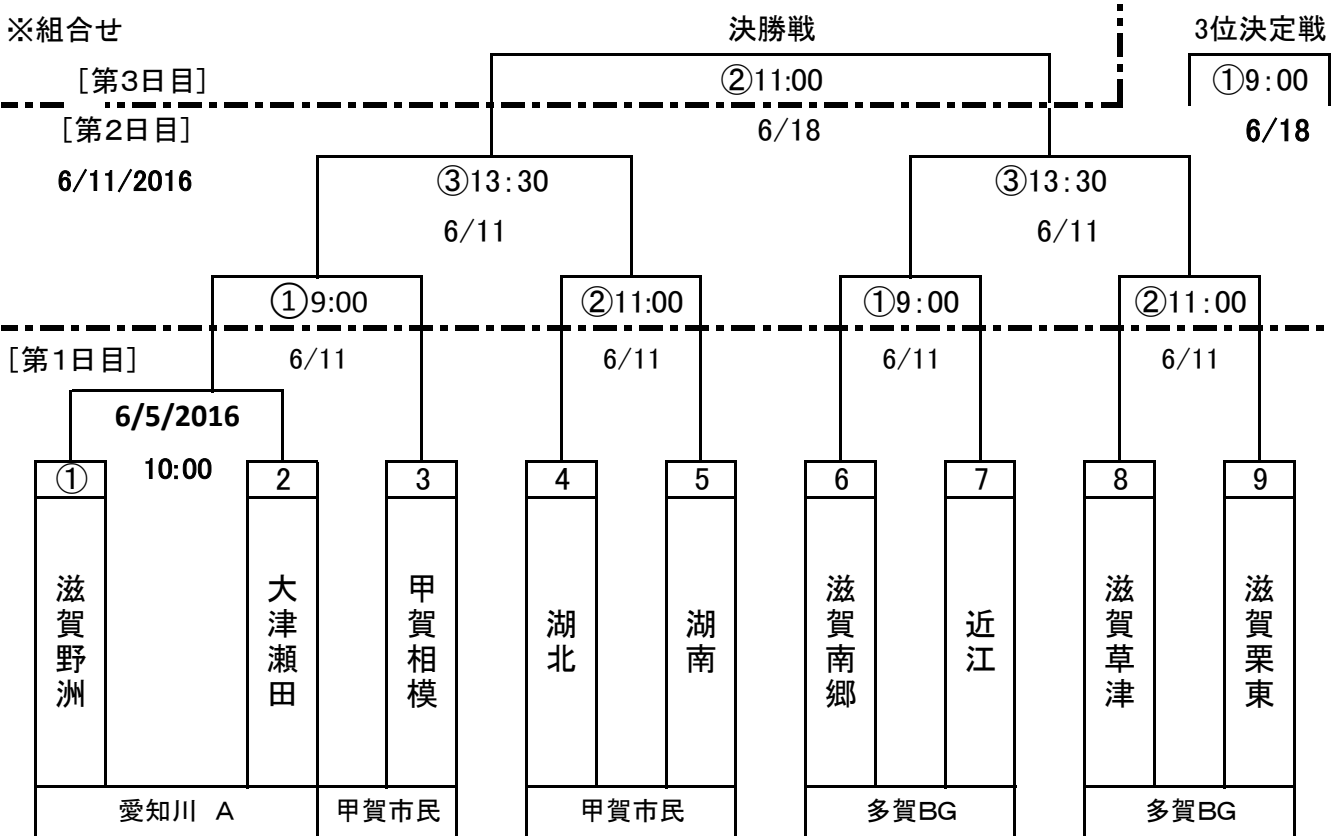 ※組合せ
決勝戦
3位決定戦
[第3日目]
②11:00
①9:00
[第2日目]
6/18
6/18
6/11/2016
③13:30
③13:30
6/11
6/11
①9:00
②11:00
①9:00
②11:00
[第1日目]
6/11
6/11
6/11
6/11
6/5/2016
10:00
①
2
3
4
5
6
7
8
9
滋賀野洲
大津瀬田
甲賀相模
湖北
湖南
滋賀南郷
近江
滋賀草津
滋賀栗東
愛知川 A
甲賀市民
甲賀市民
多賀BG
多賀BG